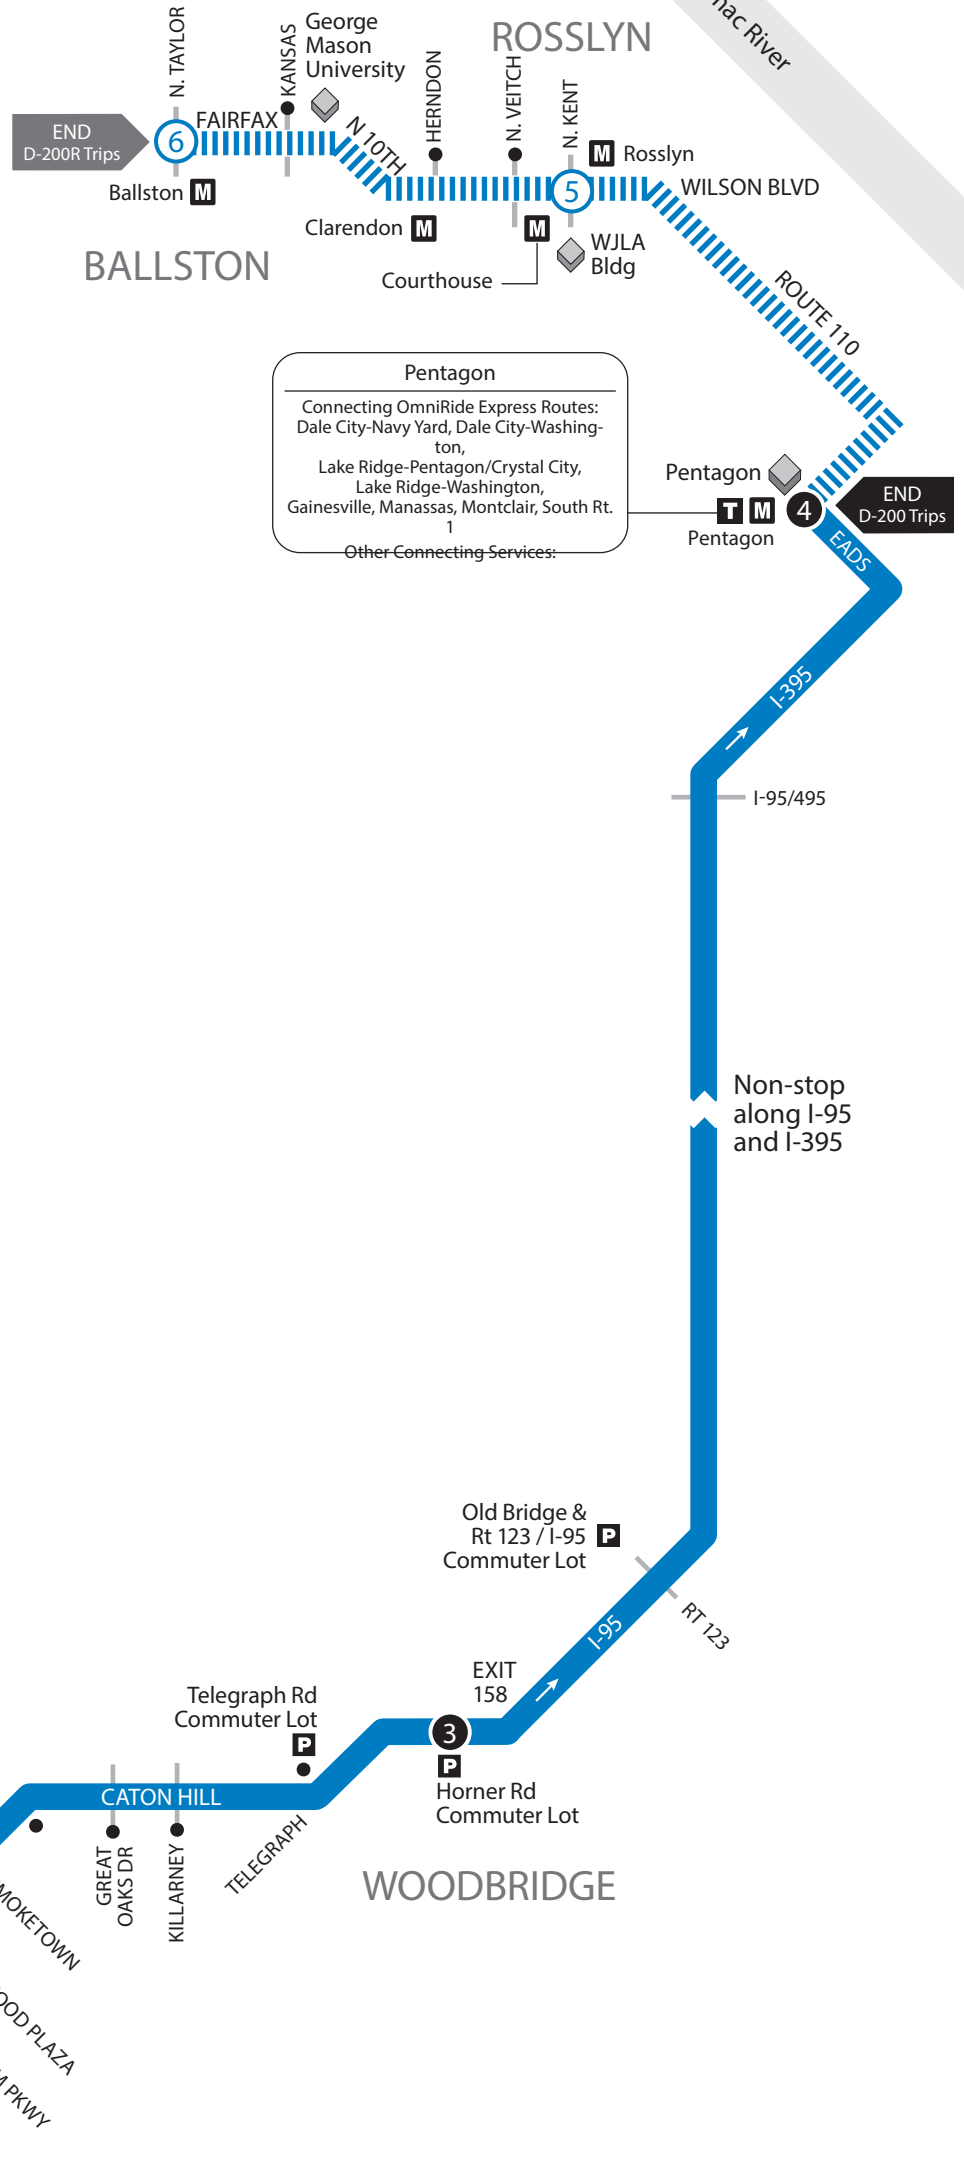 N. TAYLOR
KANSAS
George
Mason
University
ROSSLYN
River
HERNDON
N. VEITCH
N. KENT
FAIRFAX
N 10TH
END
D-200R Trips
6
M Rosslyn
Ballston M
5
WILSON BLVD
Clarendon M
M
WJLA
Bldg
Courthouse
BALLSTON
ROUTE 110
Pentagon
Connecting OmniRide Express Routes:
Dale City-Navy Yard, Dale City-Washing-
ton,
Lake Ridge-Pentagon/Crystal City,
Lake Ridge-Washington,
Gainesville, Manassas, Montclair, South Rt.
1
Other Connecting Services:
Pentagon
T M
4
END
D-200 Trips
Pentagon
EADS
I-395
I-95/495
Non-stop
along I-95
and I-395
Old Bridge &
Rt 123 / I-95
Commuter Lot
P
RT 123
I-95
EXIT
158
Telegraph Rd
Commuter Lot
P
3
P
Horner Rd
Commuter Lot
CATON HILL
GREAT
OAKS DR
KILLARNEY
TELEGRAPH
WOODBRIDGE
MOKETOWN
OOD PLAZA
PKWY